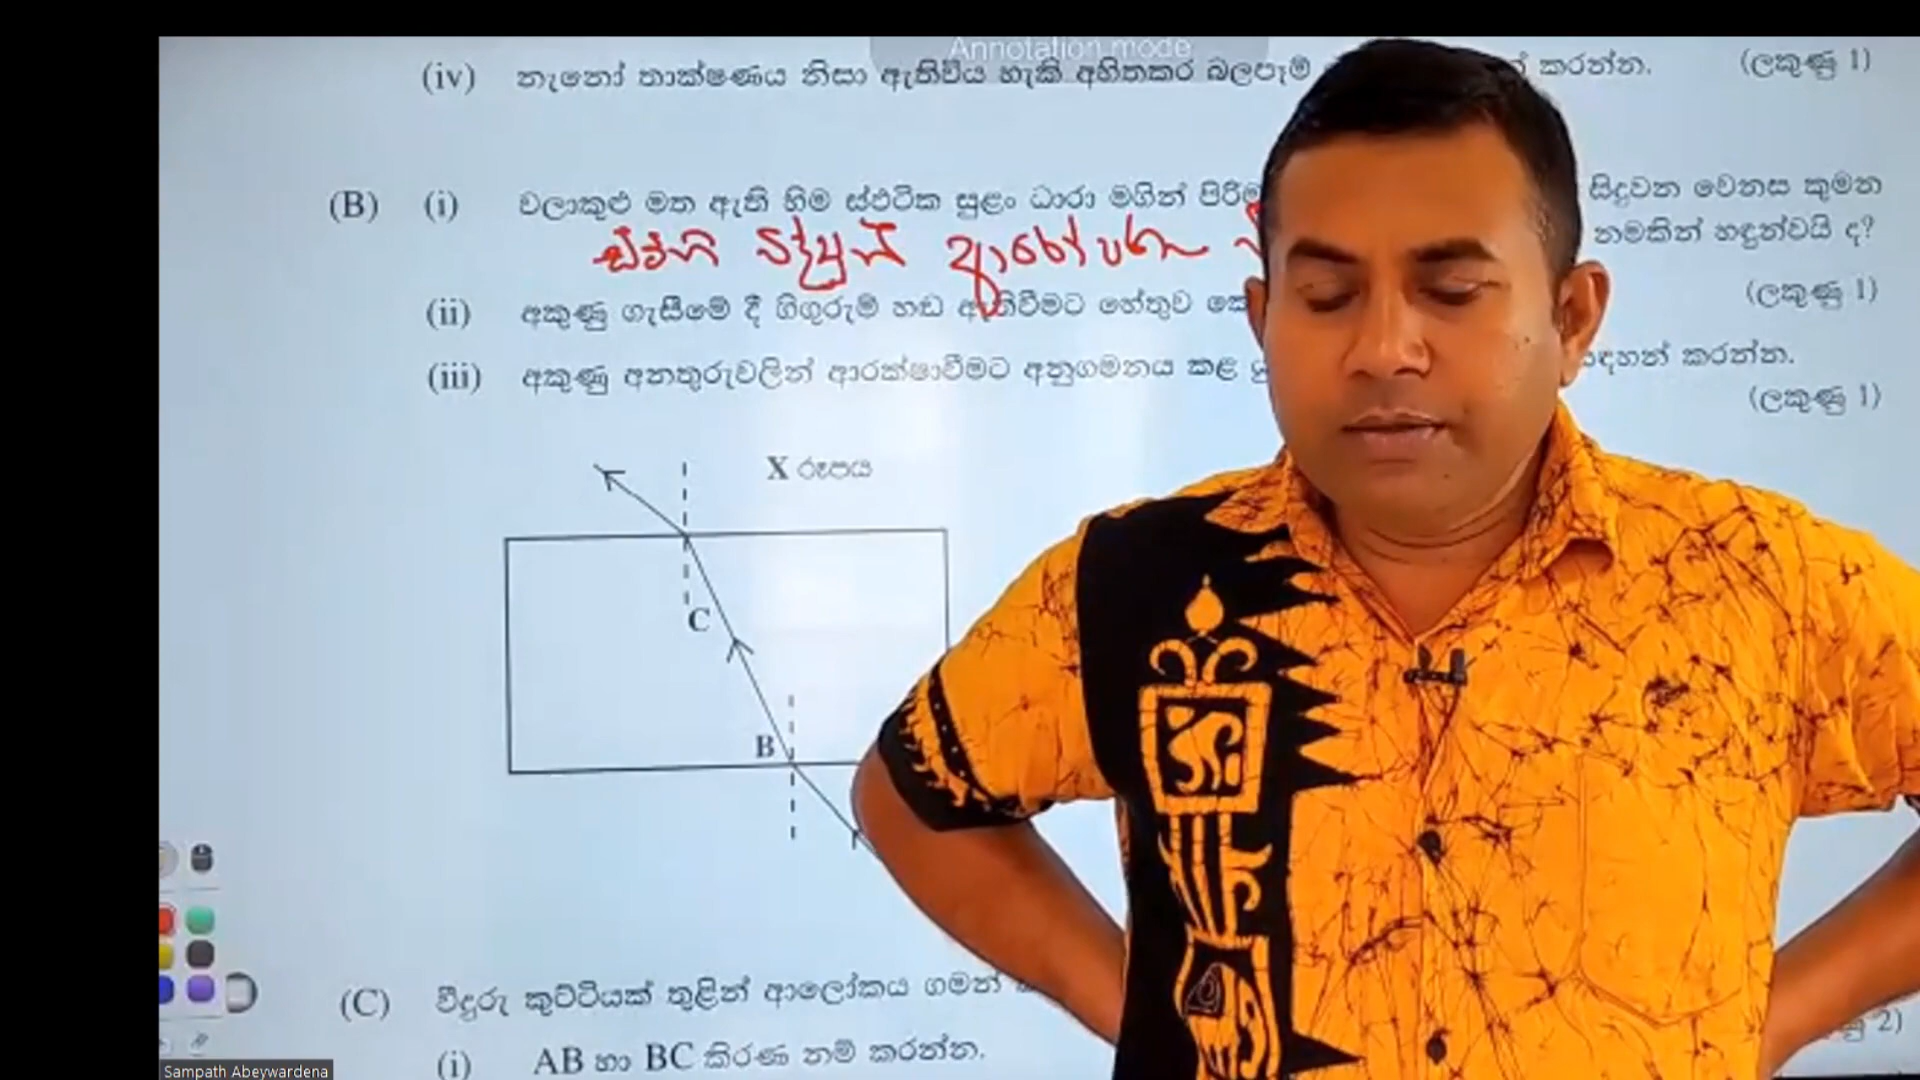 Annotation mode
(iv) නැනෝ තාක්ෂණය නිසා ඇතිවිය හැකි අහිතකර බලපෑම් කරන්න. (ලකුණු 1)
(B) (i) වලාකුළු මත ඇති හිම ස්ඵටික සුළං ධාරා මගින් සිදුවන වෙනස කුමන
ස්ථිති විද්‍යුත් ආරෝපණ
නමකින් හඳුන්වයි ද?
(ලකුණු 1)
(ii) අකුණු ගැසීමේ දී ගිගුරුම් හඬ ඇතිවීමට හේතුව
(iii) අකුණු අනතුරුවලින් ආරක්ෂාවීමට අනුගමනය කළ සඳහන් කරන්න.
(ලකුණු 1)
X රූපය
C
B
(C) වීදුරු කුට්ටියක් තුළින් ආලෝකය ගමන්
2)
(i) AB හා BC කිරණ නම් කරන්න.
Sampath Abeywardena